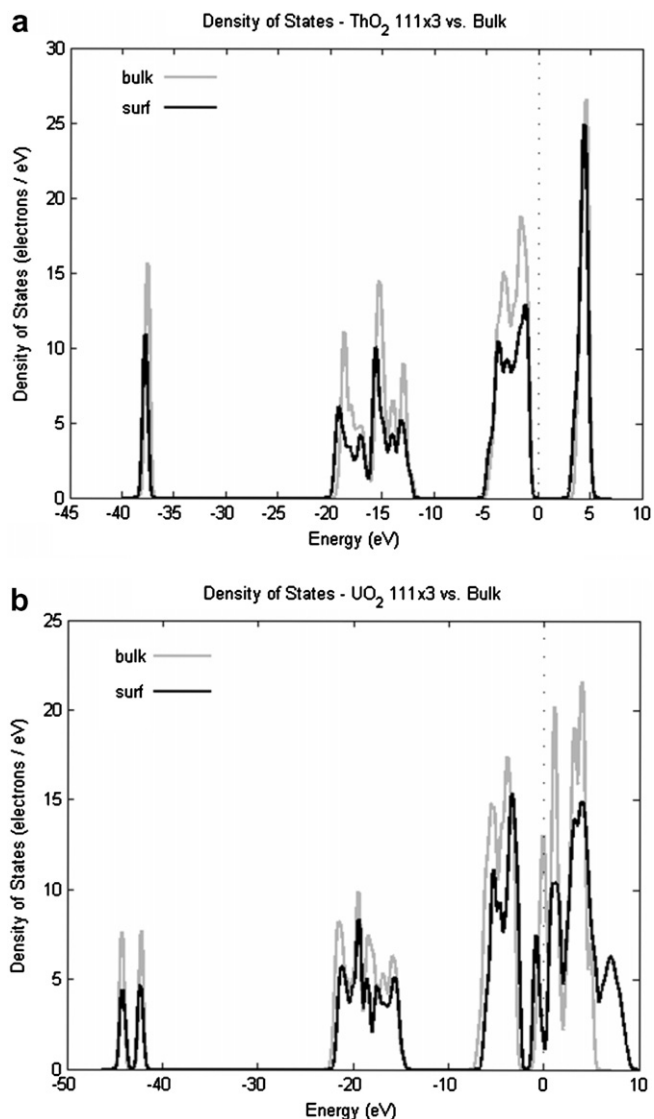 a
Density of States - ThO2 111x3 vs. Bulk
30
25
20
15
10
5
0
Density of States (electrons / eV)
bulk
surf
-45 -40 -35 -30 -25 -20 -15 -10 -5 0 5 10
Energy (eV)
b
Density of States - UO2 111x3 vs. Bulk
25
20
15
10
5
0
Density of States (electrons / eV)
bulk
surf
-50 -40 -30 -20 -10 0 10
Energy (eV)